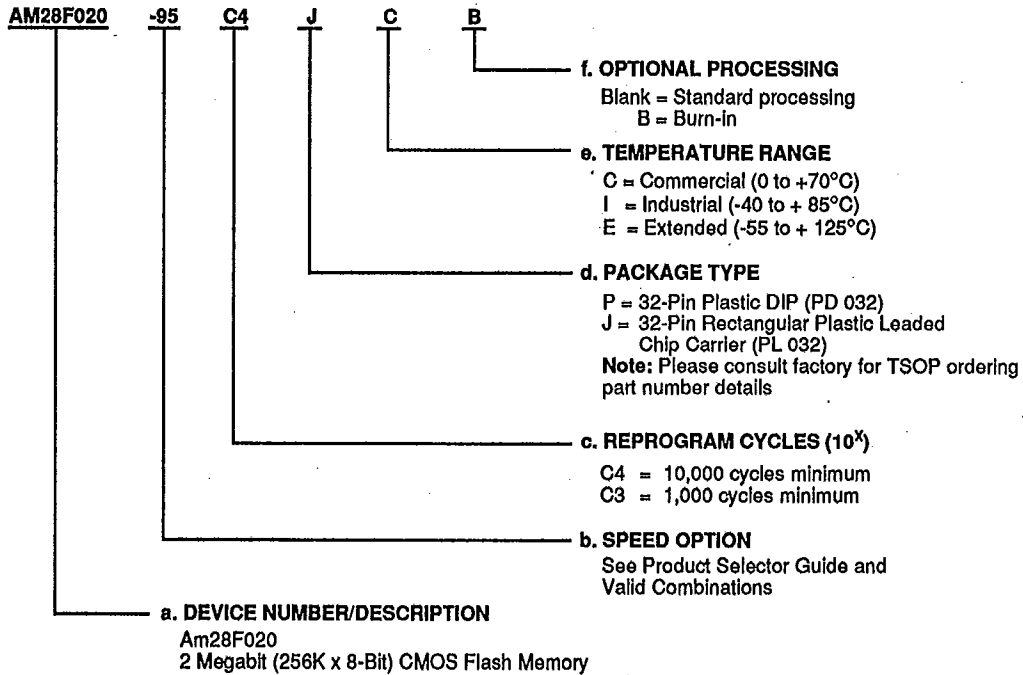 AM28F020 -95 C4 J C B
f. OPTIONAL PROCESSING
Blank = Standard processing
B = Burn-in
e. TEMPERATURE RANGE
C = Commercial (0 to +70°C)
I = Industrial (-40 to + 85°C)
E = Extended (-55 to + 125°C)
d. PACKAGE TYPE
P = 32-Pin Plastic DIP (PD 032)
J = 32-Pin Rectangular Plastic Leaded
Chip Carrier (PL 032)
Note: Please consult factory for TSOP ordering
part number details
c. REPROGRAM CYCLES (10ˣ)
C4 = 10,000 cycles minimum
C3 = 1,000 cycles minimum
b. SPEED OPTION
See Product Selector Guide and
Valid Combinations
a. DEVICE NUMBER/DESCRIPTION
Am28F020
2 Megabit (256K x 8-Bit) CMOS Flash Memory